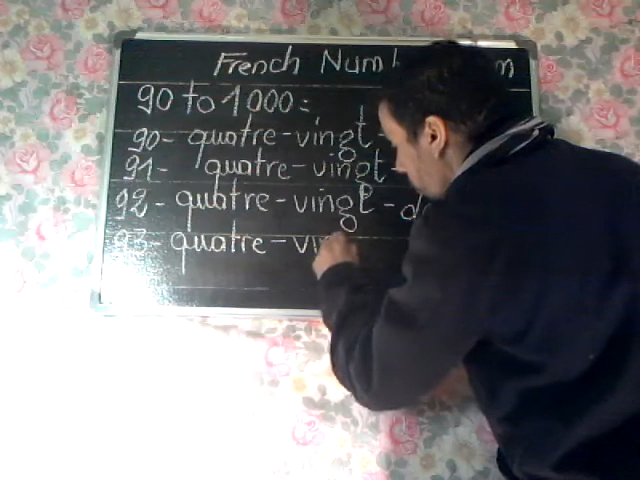 French Numb m
90 to 1000:
90- quatre-vingt-
91- quatre-vingt-
92- quatre-vingt-d
93- quatre-vi